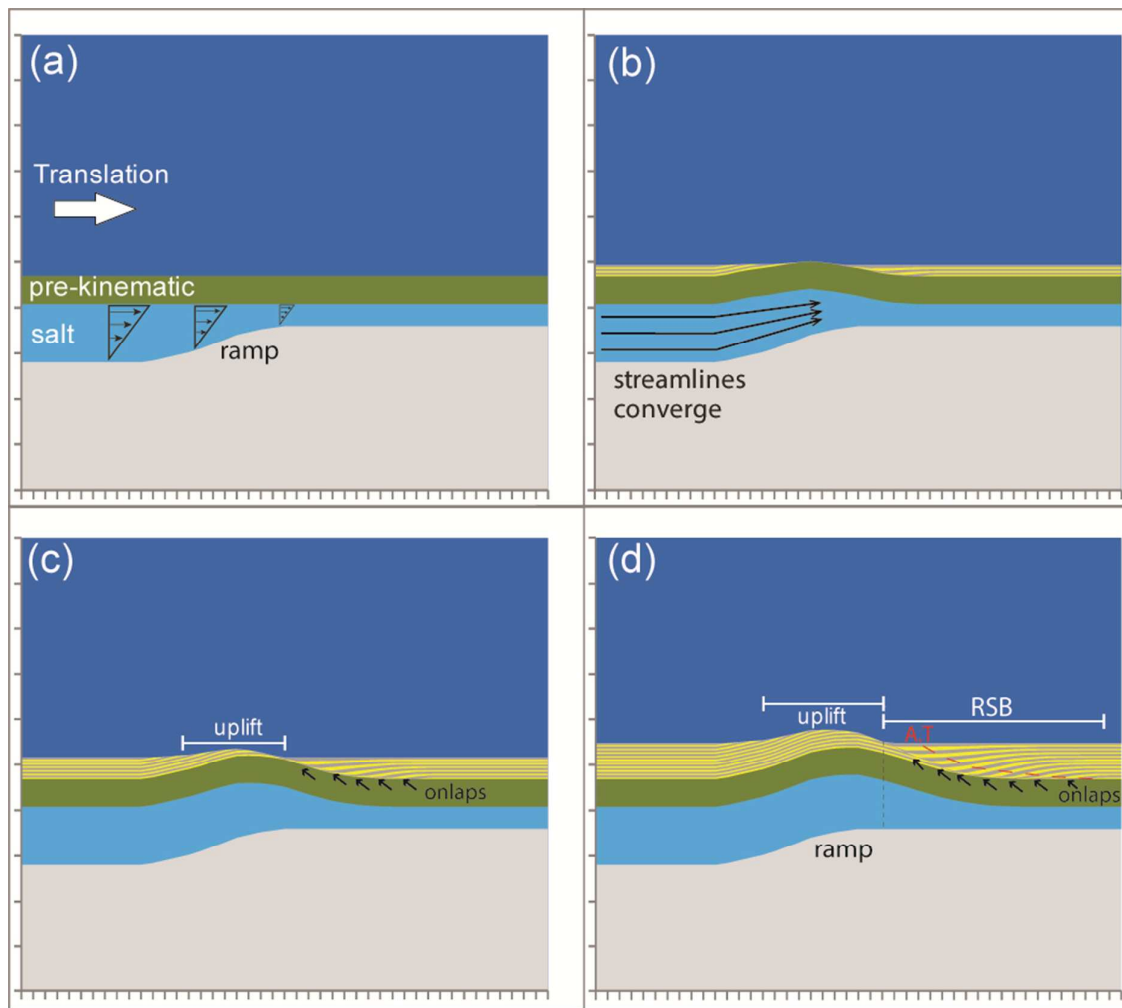 (a)
Translation
pre-kinematic
salt
ramp
(b)
streamlines
converge
(c)
uplift
onlaps
(d)
uplift
RSB
A.T
onlaps
ramp